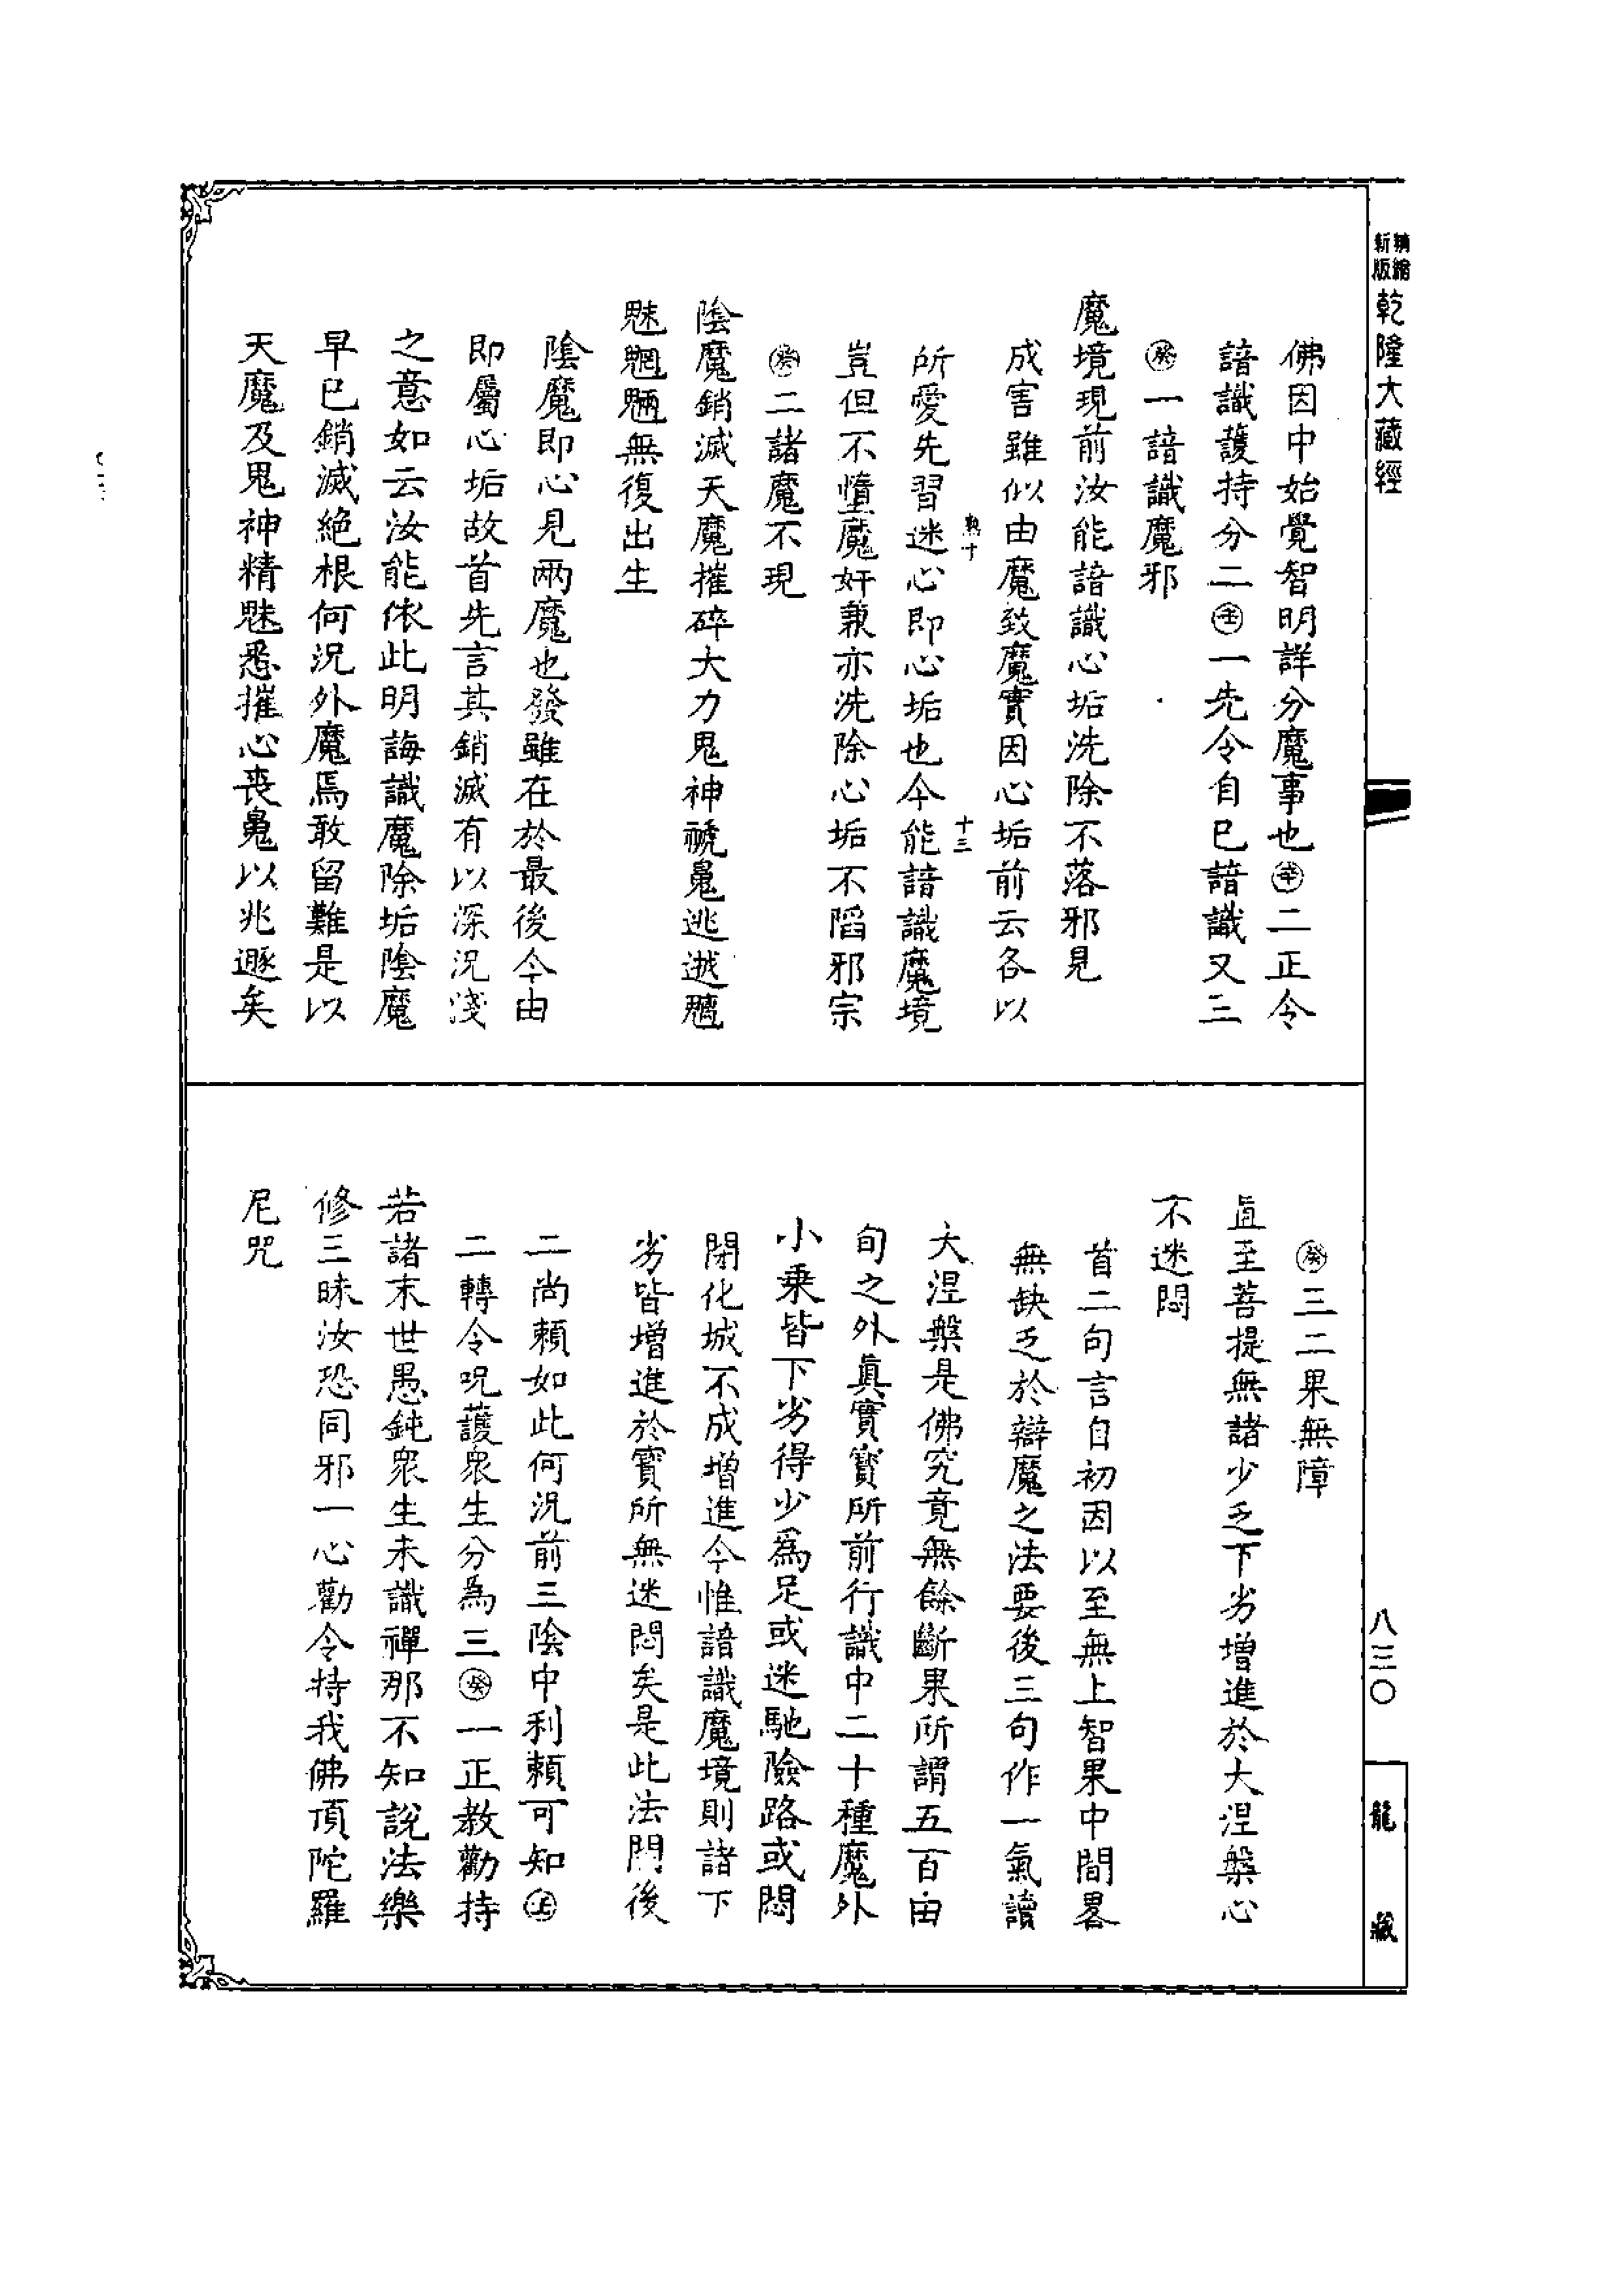 新版
精縮
乾隆大藏經
佛因中始覺智明詳分魔事也㊛二正令
諳識護持分二㊛一先令自巳諳識又三
㊛一諳識魔邪
魔境現前汝能諳識心垢洗除不落邪見
成害雖似由魔致魔實因心垢前云各以
所愛先習迷心即心垢也今能諳識魔境
埶十
十三
豈但不墮魔奸兼亦洗除心垢不陷邪宗
癸二諸魔不現
陰魔銷滅天魔摧碎大力鬼神褫魄逃逝魑
魅魍魎無復出生
陰魔即心見兩魔也發雖在於最後今由
即屬心垢故首先言其銷滅有以深況淺
之意如云汝能依此明誨識魔除垢陰魔
早巳銷滅絕根何況外魔焉敢留難是以
天魔及鬼神精魅悉摧心喪魄以兆遯矣
癸三二果無障
直至菩提無諸少乏下劣增進於大涅槃心
不迷悶
首二句言自初因以至無上智果中間畧
無缺乏於辯魔之法要後三句作一氣讀
大涅槃是佛究竟無餘斷果所謂五百由
旬之外真實寶所前行識中二十種魔外
小乘皆下劣得少為足或迷馳險路或悶
閉化城不成增進今惟諳識魔境則諸下
劣皆增進於寶所無迷悶矣是此法門後
二尚賴如此何況前三陰中利賴可知壬
二轉令呪護衆生分為三癸一正教勸持
若諸末世愚鈍衆生未識禪那不知說法樂
修三昧汝恐同邪一心勸令持我佛頂陀羅
尼咒
八三〇
龍藏